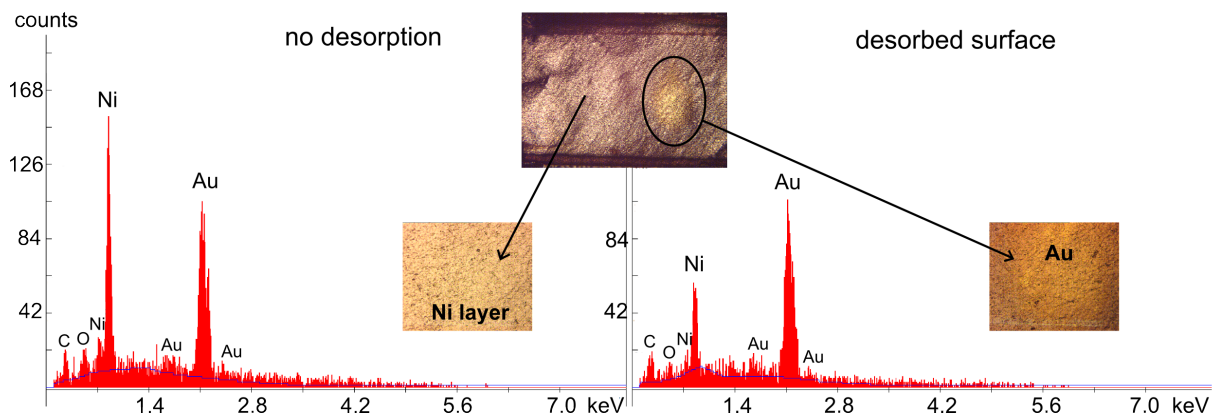 counts
no desorption
desorbed surface
168
Ni
126
Au
Au
84
84
Ni
Au
Ni layer
42
42
C
O
Ni
Au
Au
C
O
Ni
Au
Au
1.4
2.8
4.2
5.6
7.0
keV
1.4
2.8
4.2
5.6
7.0
keV